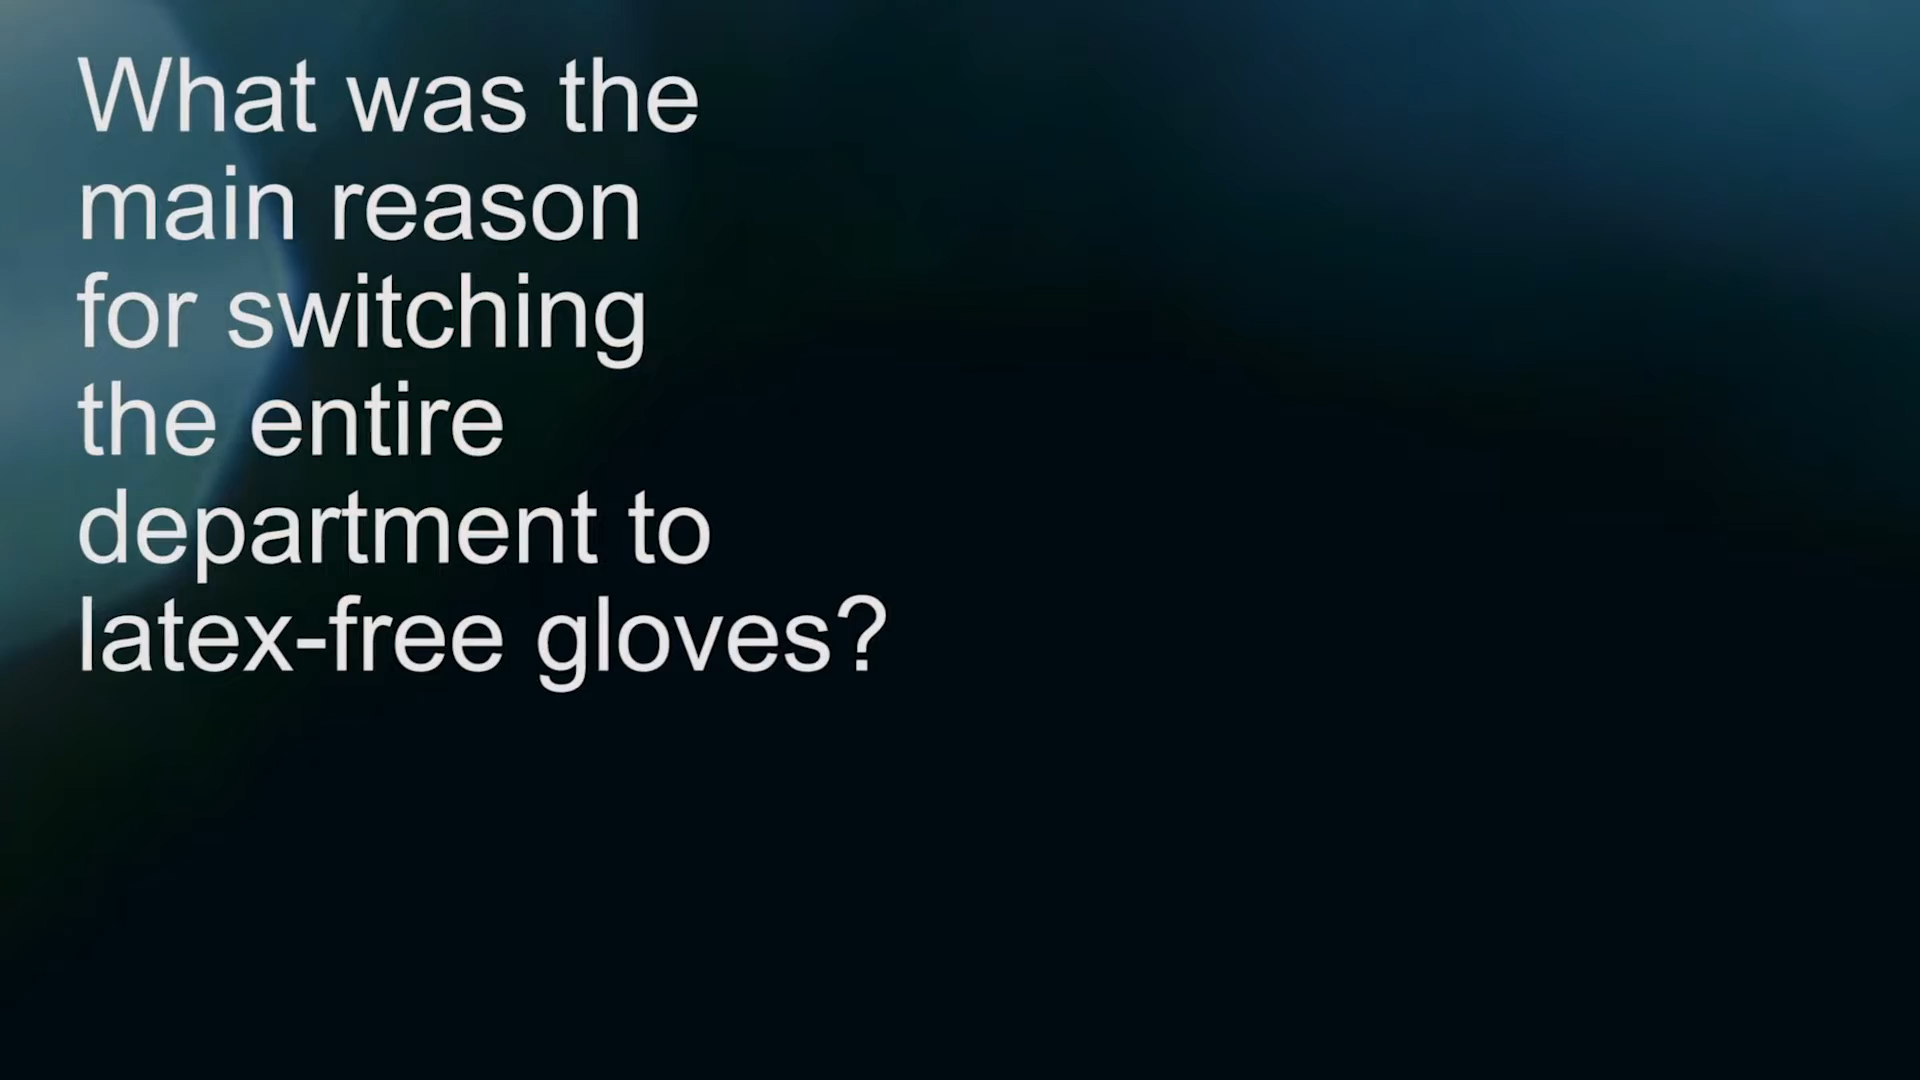 What was the
main reason
for switching
the entire
department to
latex-free gloves?